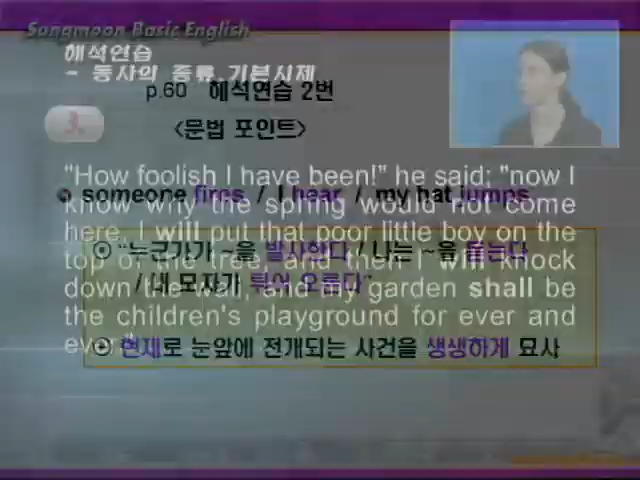 Songmoon Basic English
해석연습
- 동사의 종류, 기본시제
p.60 해석연습 2번
3.
<문법 포인트>
"How foolish I have been!" he said; "now I
someone fires / I hear / my hat jumps
know why the spring would not come
here. I will put that poor little boy on the
"누군가가 ~을 발사한다 / 나는 ~을 듣는다
top of the tree, and then I will knock
/ 내 모자가 튀어 오른다"
down the wall, and my garden shall be
the children's playground for ever and
ever."
현재로 눈앞에 전개되는 사건을 생생하게 묘사